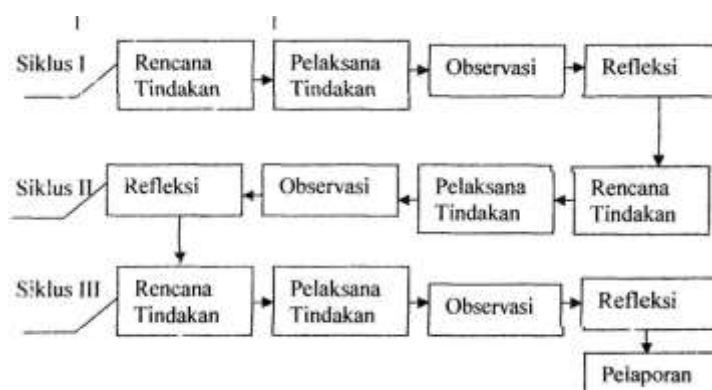 Siklus I
Rencana
Tindakan
Pelaksana
Tindakan
Observasi
Refleksi
Siklus II
Refleksi
Observasi
Pelaksana
Tindakan
Rencana
Tindakan
Siklus III
Rencana
Tindakan
Pelaksana
Tindakan
Observasi
Refleksi
Pelaporan